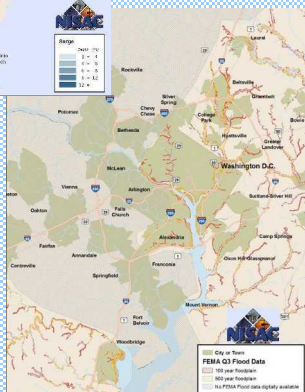 NISAC
Surge
Laurel
Rockville
Beltsville
Silver
Spring
Greenbelt
Potomac
Chevy
Chase
College
Park
Bowie
Bethesda
Hyattsville
Greater
Landover
McLean
Washington D.C.
Vienna
Arlington
Oakton
Falls
Church
Suitland-Silver Hill
Fairfax
Alexandria
Camp Springs
Annandale
Centreville
Franconia
Oxon Hill-Glassmanor
Springfield
Mount Vernon
Fort
Belvoir
Woodbridge
NISAC
City or Town
FEMA Q3 Flood Data
100 year floodplain
500 year floodplain
No FEMA Flood data digitally available